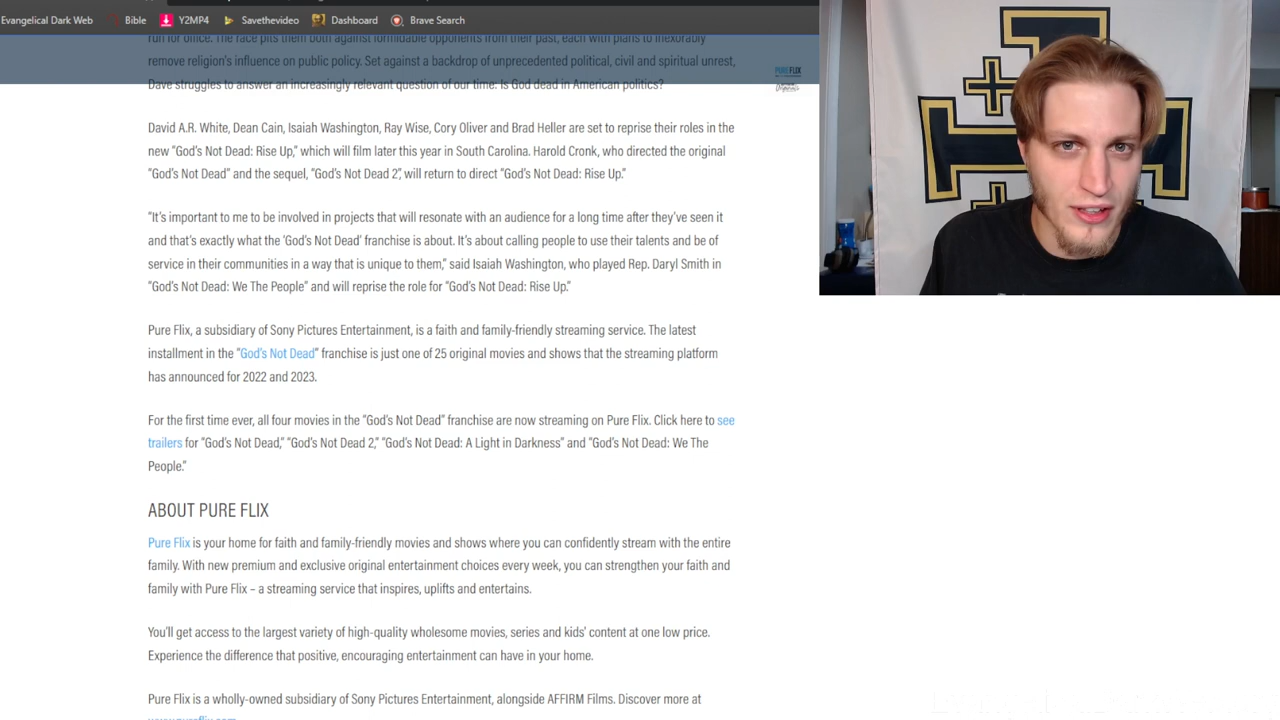 Evangelical Dark Web Bible Y2MP4 Savethevideo Dashboard Brave Search
run for office. The race pits them both against formidable opponents from their past, each with plans to inexorably
remove religion's influence on public policy. Set against a backdrop of unprecedented political, civil and spiritual unrest,
Dave struggles to answer an increasingly relevant question of our time: Is God dead in American politics?
PUREFLIX
Originals
David A.R. White, Dean Cain, Isaiah Washington, Ray Wise, Cory Oliver and Brad Heller are set to reprise their roles in the
new “God’s Not Dead: Rise Up,” which will film later this year in South Carolina. Harold Cronk, who directed the original
“God’s Not Dead” and the sequel, “God’s Not Dead 2”, will return to direct “God’s Not Dead: Rise Up.”
“It’s important to me to be involved in projects that will resonate with an audience for a long time after they’ve seen it
and that’s exactly what the ‘God’s Not Dead’ franchise is about. It’s about calling people to use their talents and be of
service in their communities in a way that is unique to them,” said Isaiah Washington, who played Rep. Daryl Smith in
“God’s Not Dead: We The People” and will reprise the role for “God’s Not Dead: Rise Up.”
Pure Flix, a subsidiary of Sony Pictures Entertainment, is a faith and family-friendly streaming service. The latest
installment in the “God’s Not Dead” franchise is just one of 25 original movies and shows that the streaming platform
has announced for 2022 and 2023.
For the first time ever, all four movies in the “God’s Not Dead” franchise are now streaming on Pure Flix. Click here to see
trailers for “God’s Not Dead,” “God’s Not Dead 2,” “God’s Not Dead: A Light in Darkness” and “God’s Not Dead: We The
People.”
ABOUT PURE FLIX
Pure Flix is your home for faith and family-friendly movies and shows where you can confidently stream with the entire
family. With new premium and exclusive original entertainment choices every week, you can strengthen your faith and
family with Pure Flix – a streaming service that inspires, uplifts and entertains.
You’ll get access to the largest variety of high-quality wholesome movies, series and kids’ content at one low price.
Experience the difference that positive, encouraging entertainment can have in your home.
Pure Flix is a wholly-owned subsidiary of Sony Pictures Entertainment, alongside AFFIRM Films. Discover more at
www.pureflix.com